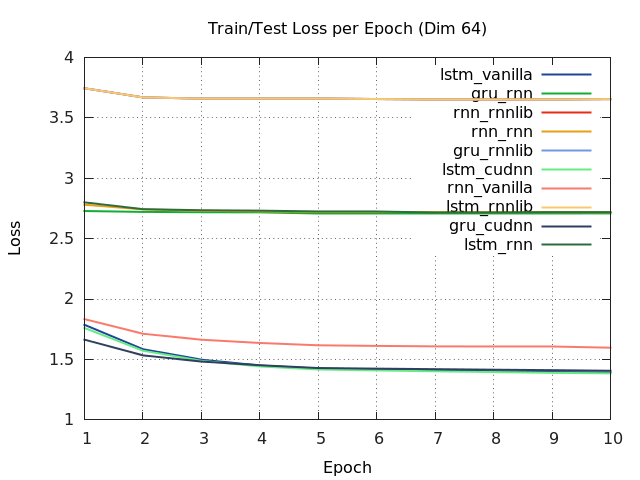 Train/Test Loss per Epoch (Dim 64)
4
3.5
3
2.5
2
1.5
1
Loss
lstm_vanilla
gru_rnn
rnn_rnnlib
rnn_rnn
gru_rnnlib
lstm_cudnn
rnn_vanilla
lstm_rnnlib
gru_cudnn
lstm_rnn
1 2 3 4 5 6 7 8 9 10
Epoch